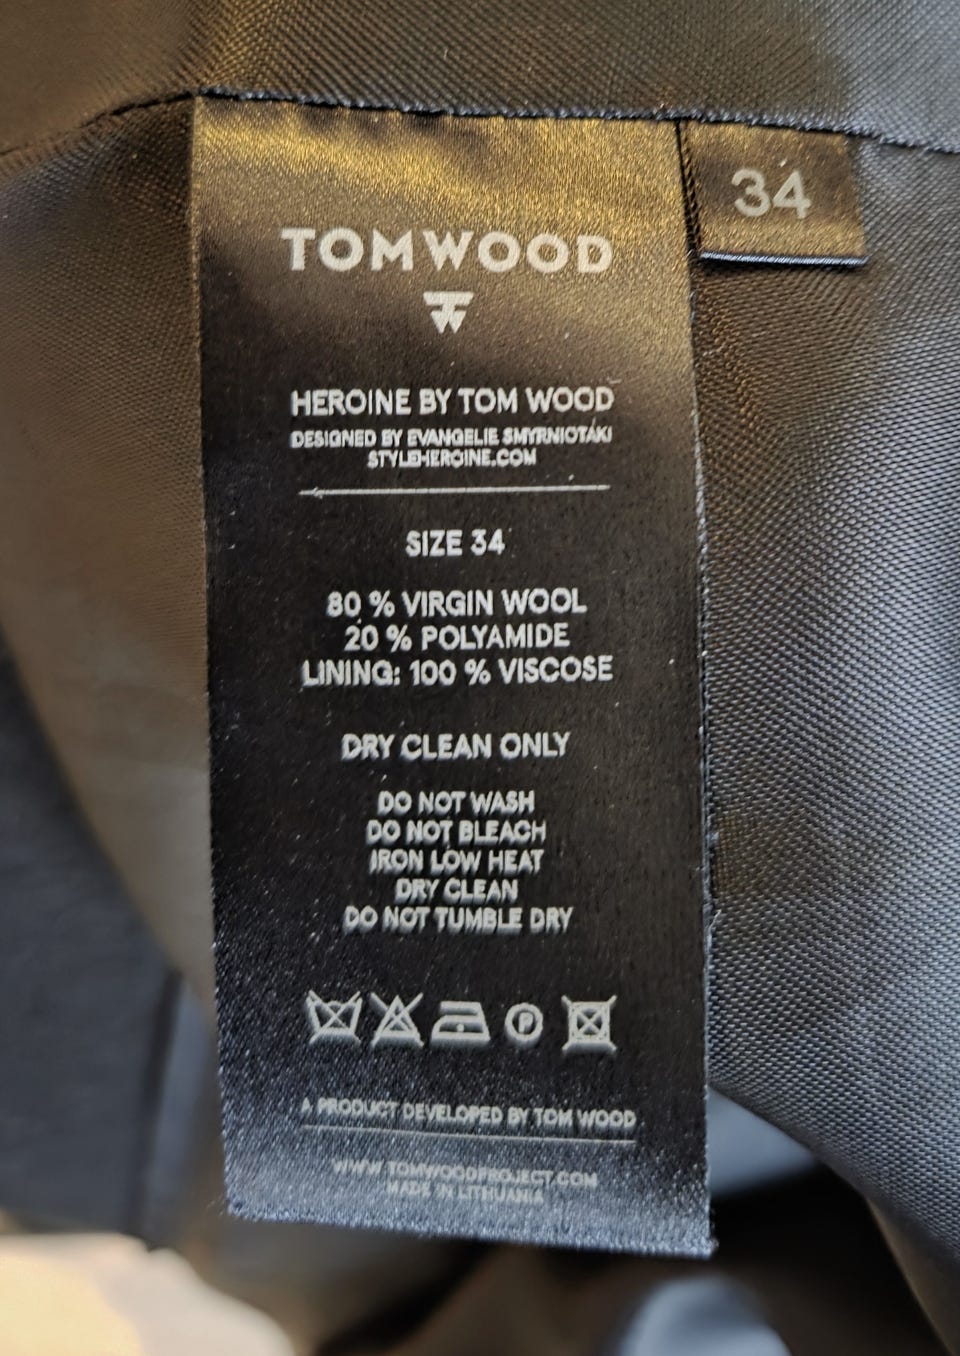 34
TOMWOOD
HEROINE BY TOM WOOD
DESIGNED BY EVANGELIE SMYRNIOTAKI
STYLEHEROINE.COM
SIZE 34
80 % VIRGIN WOOL
20 % POLYAMIDE
LINING: 100 % VISCOSE
DRY CLEAN ONLY
DO NOT WASH
DO NOT BLEACH
IRON LOW HEAT
DRY CLEAN
DO NOT TUMBLE DRY
P
A PRODUCT DEVELOPED BY TOM WOOD
WWW.TOMWOODPROJECT.COM
MADE IN LITHUANIA